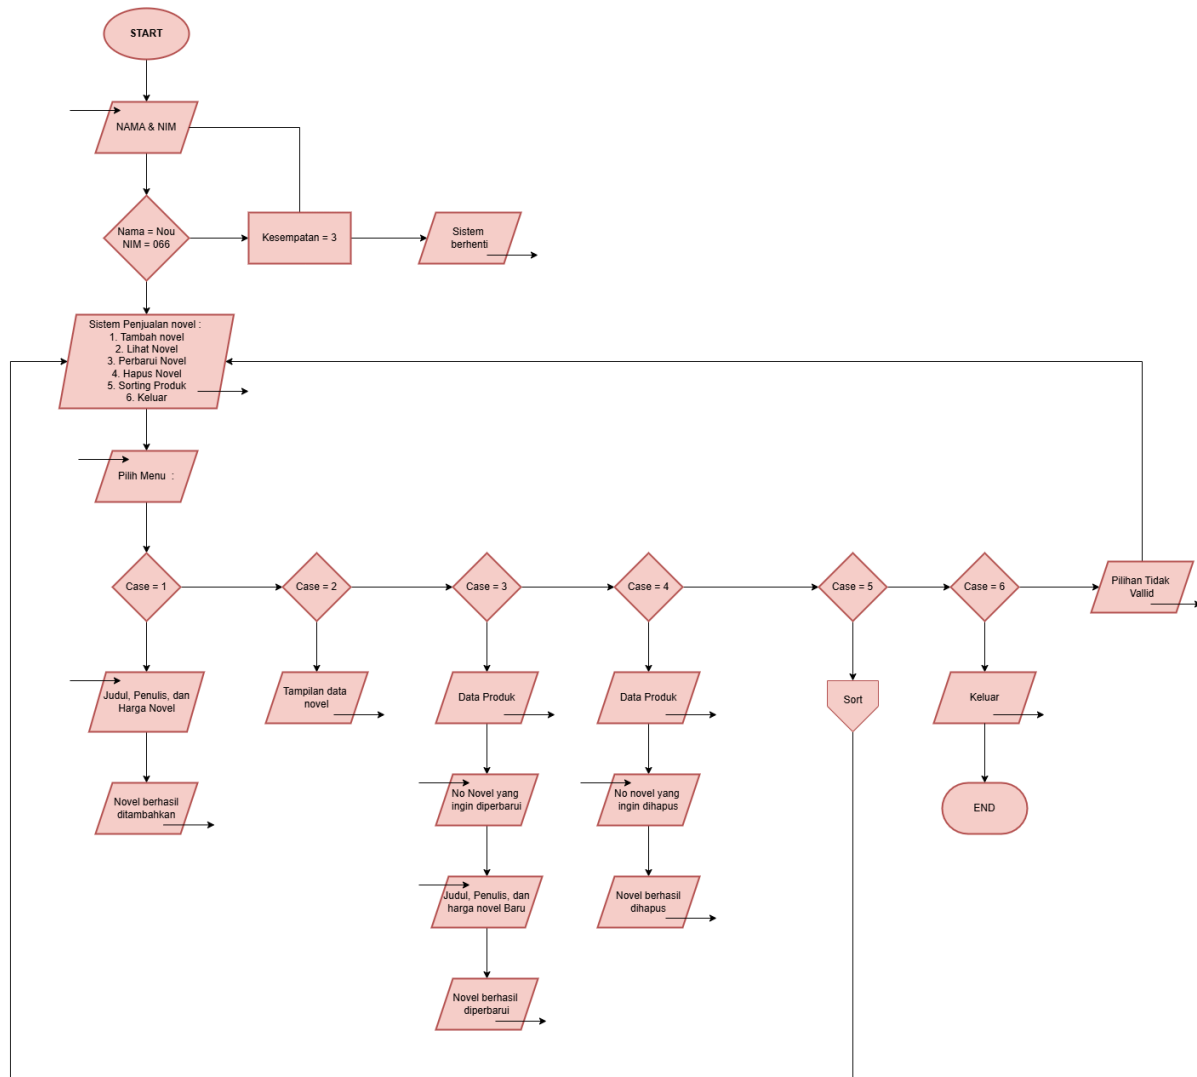 START
NAMA & NIM
Nama = Nou
NIM = 066
Kesempatan = 3
Sistem
berhenti
Sistem Penjualan novel :
1. Tambah novel
2. Lihat Novel
3. Perbarui Novel
4. Hapus Novel
5. Sorting Produk
6. Keluar
Pilih Menu :
Case = 1
Case = 2
Case = 3
Case = 4
Case = 5
Case = 6
Pilihan Tidak
Vallid
Judul, Penulis, dan
Harga Novel
Tampilan data
novel
Data Produk
Data Produk
Sort
Keluar
Novel berhasil
ditambahkan
No Novel yang
ingin diperbarui
No novel yang
ingin dihapus
END
Judul, Penulis, dan
harga novel Baru
Novel berhasil
dihapus
Novel berhasil
diperbarui